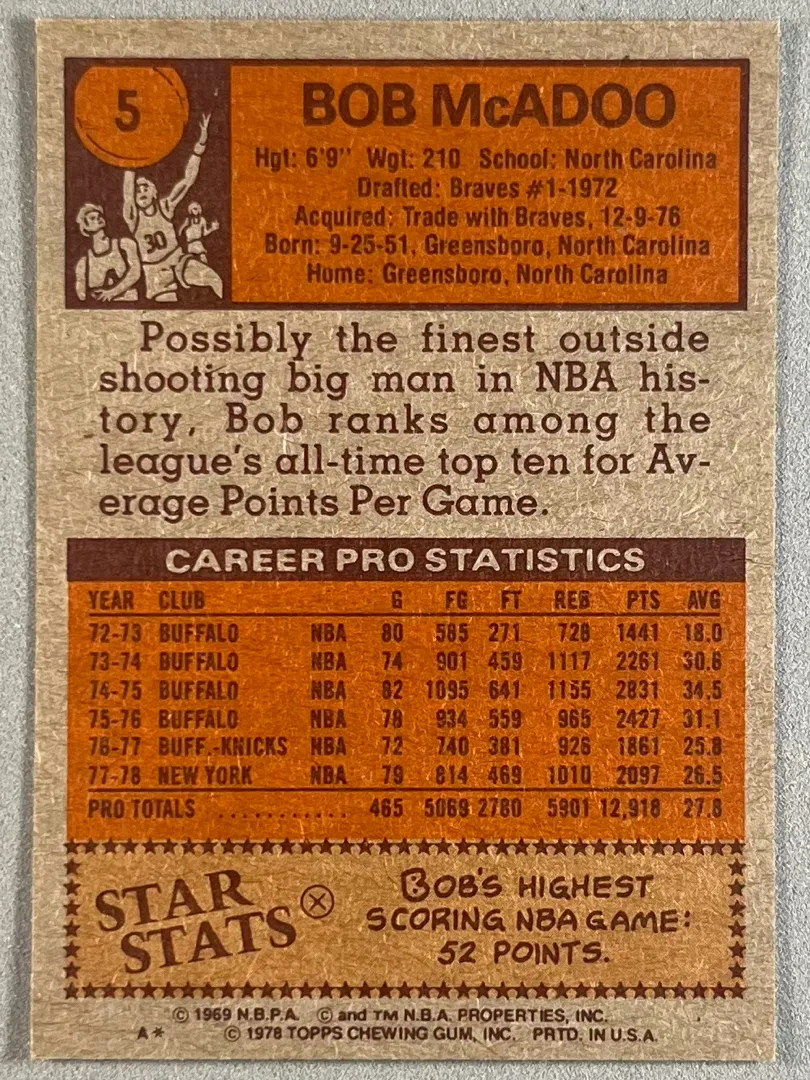 5
BOB McADOO
Hgt: 6'9" Wgt: 210 School: North Carolina
Drafted: Braves #1-1972
Acquired: Trade with Braves, 12-9-76
Born: 9-25-51, Greensboro, North Carolina
Home: Greensboro, North Carolina
30
Possibly the finest outside
shooting big man in NBA his-
tory, Bob ranks among the
league's all-time top ten for Av-
erage Points Per Game.
CAREER PRO STATISTICS
YEAR CLUB G FG FT REB PTS AVG
72-73 BUFFALO NBA 80 585 271 728 1441 18.0
73-74 BUFFALO NBA 74 901 459 1117 2261 30.6
74-75 BUFFALO NBA 82 1095 641 1155 2831 34.5
75-76 BUFFALO NBA 78 934 559 965 2427 31.1
76-77 BUFF.-KNICKS NBA 72 740 381 926 1861 25.8
77-78 NEW YORK NBA 79 814 469 1010 2097 26.5
PRO TOTALS ........... 465 5069 2780 5901 12,918 27.8
STAR
STATS
BOB'S HIGHEST
SCORING NBA GAME:
52 POINTS.
© 1969 N.B.P.A. © and TM N.B.A. PROPERTIES, INC.
A* © 1978 TOPPS CHEWING GUM, INC. PRTD. IN U.S.A.